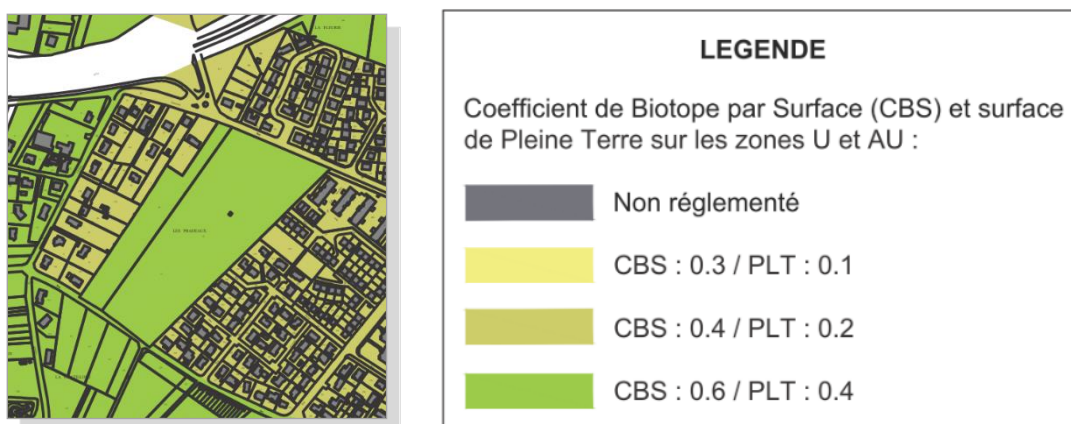 LEGENDE
Coefficient de Biotope par Surface (CBS) et surface
de Pleine Terre sur les zones U et AU :
Non réglementé
CBS : 0.3 / PLT : 0.1
CBS : 0.4 / PLT : 0.2
CBS : 0.6 / PLT : 0.4